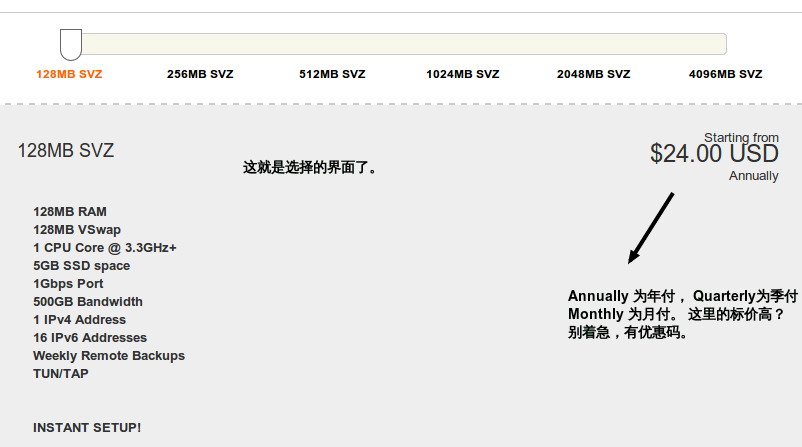 128MB SVZ 256MB SVZ 512MB SVZ 1024MB SVZ 2048MB SVZ 4096MB SVZ
128MB SVZ
这就是选择的界面了。
Starting from
$24.00 USD
Annually
128MB RAM
128MB VSwap
1 CPU Core @ 3.3GHz+
5GB SSD space
1Gbps Port
500GB Bandwidth
1 IPv4 Address
16 IPv6 Addresses
Weekly Remote Backups
TUN/TAP
INSTANT SETUP!
Annually 为年付， Quarterly为季付
Monthly 为月付。 这里的标价高？
别着急，有优惠码。